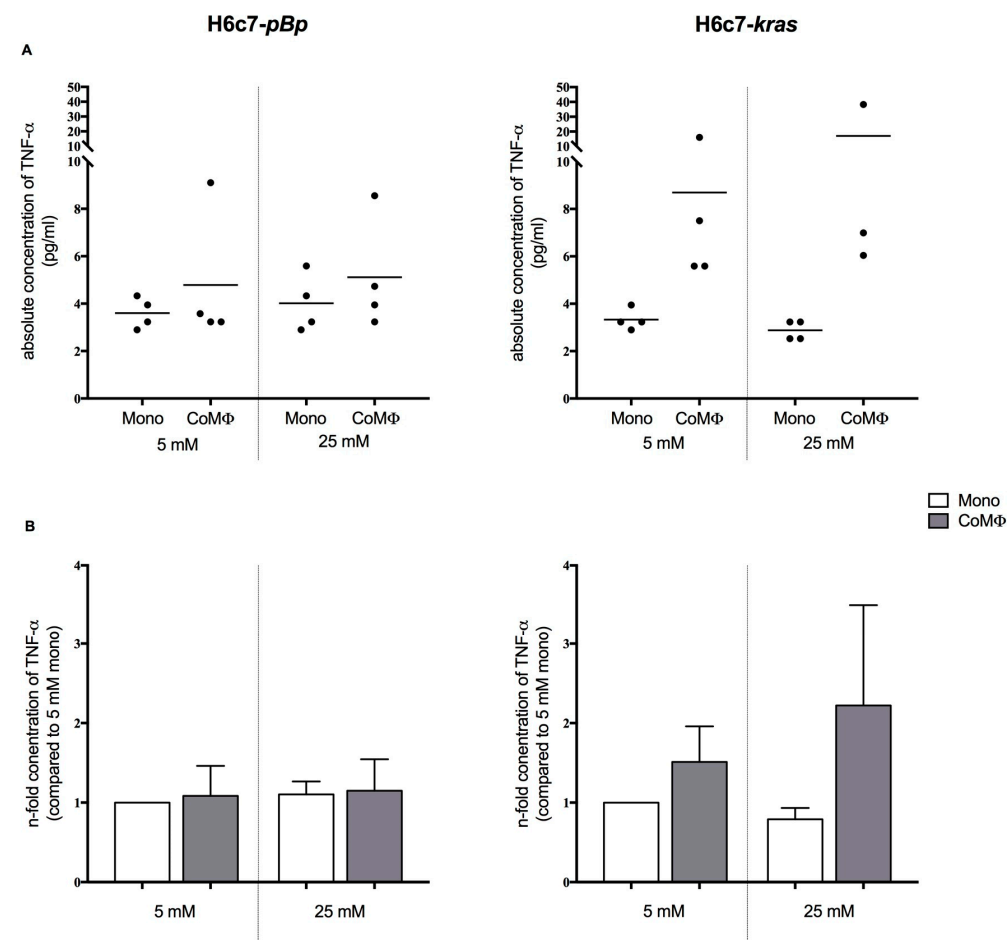 H6c7-pBp
H6c7-kras
A
absolute concentration of TNF-α
(pg/ml)
50
40
30
20
10
10
8
6
4
2
0
Mono CoMΦ Mono CoMΦ
5 mM 25 mM
absolute concentration of TNF-α
(pg/ml)
50
40
30
20
10
10
8
6
4
2
0
Mono CoMΦ Mono CoMΦ
5 mM 25 mM
Mono
CoMΦ
B
n-fold conentration of TNF-α
(compared to 5 mM mono)
4
3
2
1
0
5 mM 25 mM
n-fold concentration of TNF-α
(compared to 5 mM mono)
4
3
2
1
0
5 mM 25 mM